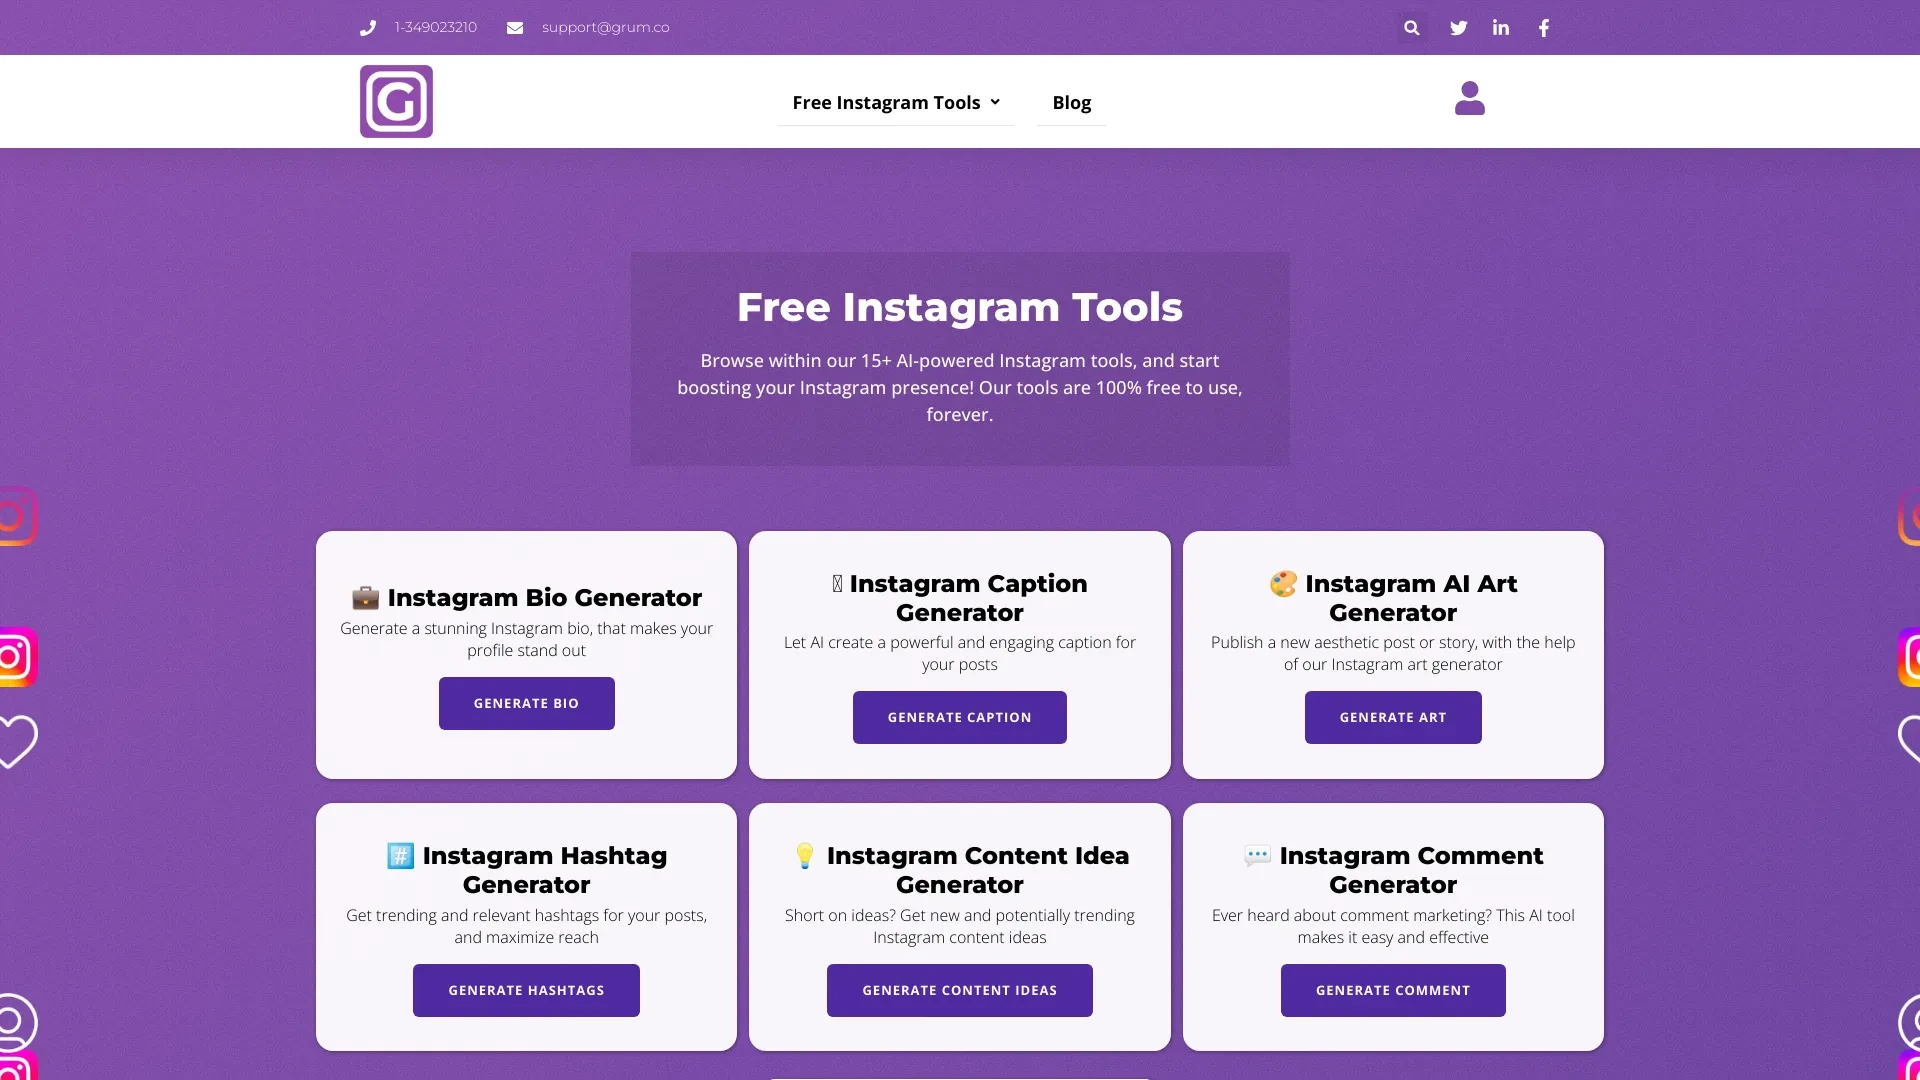 1-349023210
support@grum.co
G
Free Instagram Tools
Blog
Free Instagram Tools
Browse within our 15+ AI-powered Instagram tools, and start
boosting your Instagram presence! Our tools are 100% free to use,
forever.
💼 Instagram Bio Generator
Generate a stunning Instagram bio, that makes your
profile stand out
GENERATE BIO
Instagram Caption
Generator
Let AI create a powerful and engaging caption for
your posts
GENERATE CAPTION
🎨 Instagram AI Art
Generator
Publish a new aesthetic post or story, with the help
of our Instagram art generator
GENERATE ART
#️⃣ Instagram Hashtag
Generator
Get trending and relevant hashtags for your posts,
and maximize reach
GENERATE HASHTAGS
💡 Instagram Content Idea
Generator
Short on ideas? Get new and potentially trending
Instagram content ideas
GENERATE CONTENT IDEAS
💬 Instagram Comment
Generator
Ever heard about comment marketing? This AI tool
makes it easy and effective
GENERATE COMMENT